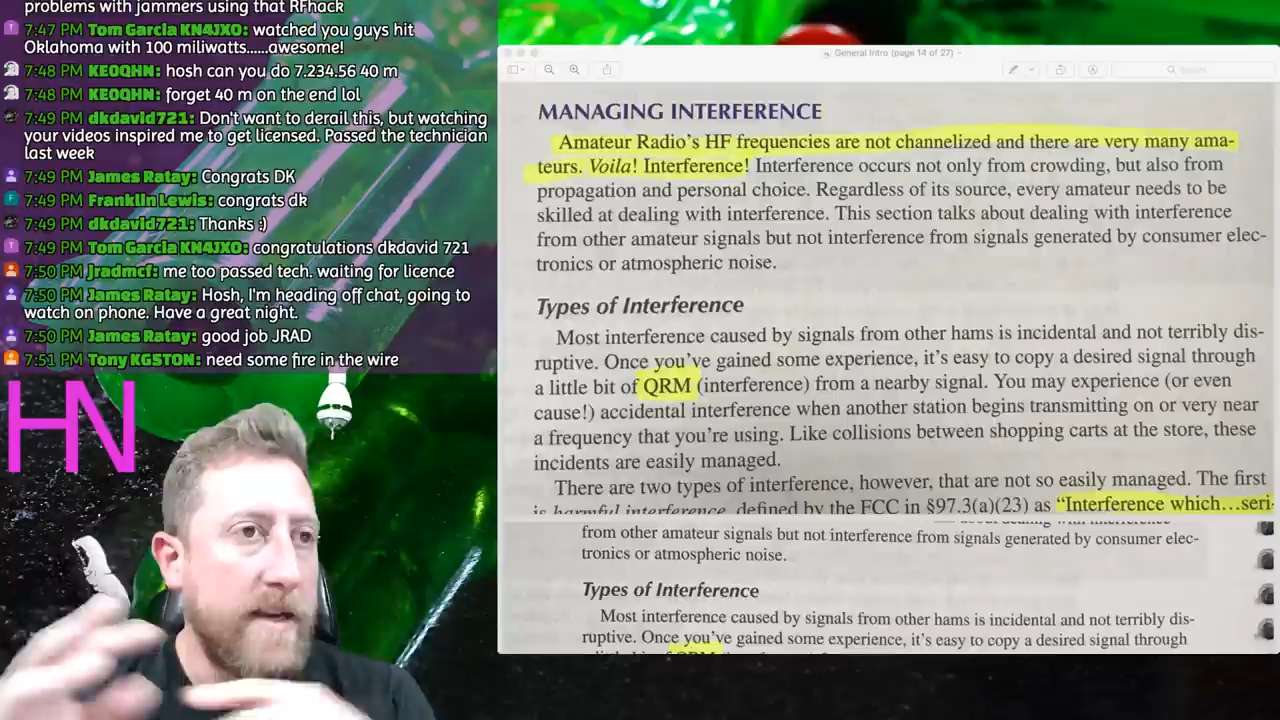 problems with jammers using that RFhack
7:47 PM Tom Garcia KN4JXO: watched you guys hit
Oklahoma with 100 miliwatts......awesome!
7:48 PM KE0QHN: hosh can you do 7.234.56 40 m
7:48 PM KE0QHN: forget 40 m on the end lol
7:49 PM dkdavid721: Don't want to derail this, but watching
your videos inspired me to get licensed. Passed the technician
last week
7:49 PM James Ratay: Congrats DK
7:49 PM Franklin Lewis: congrats dk
7:49 PM dkdavid721: Thanks :)
7:49 PM Tom Garcia KN4JXO: congratulations dkdavid 721
7:50 PM Jradmcf: me too passed tech. waiting for licence
7:50 PM James Ratay: Hosh, I'm heading off chat, going to
watch on phone. Have a great night.
7:50 PM James Ratay: good job JRAD
7:51 PM Tony KG5TON: need some fire in the wire
HN
General Intro (page 14 of 27)
Search
MANAGING INTERFERENCE
Amateur Radio's HF frequencies are not channelized and there are very many ama-
teurs. Voila! Interference! Interference occurs not only from crowding, but also from
propagation and personal choice. Regardless of its source, every amateur needs to be
skilled at dealing with interference. This section talks about dealing with interference
from other amateur signals but not interference from signals generated by consumer elec-
tronics or atmospheric noise.
Types of Interference
Most interference caused by signals from other hams is incidental and not terribly dis-
ruptive. Once you've gained some experience, it's easy to copy a desired signal through
a little bit of QRM (interference) from a nearby signal. You may experience (or even
cause!) accidental interference when another station begins transmitting on or very near
a frequency that you're using. Like collisions between shopping carts at the store, these
incidents are easily managed.
There are two types of interference, however, that are not so easily managed. The first
is harmful interference, defined by the FCC in §97.3(a)(23) as “Interference which…seri-
about dealing with interference
from other amateur signals but not interference from signals generated by consumer elec-
tronics or atmospheric noise.
Types of Interference
Most interference caused by signals from other hams is incidental and not terribly dis-
ruptive. Once you've gained some experience, it's easy to copy a desired signal through